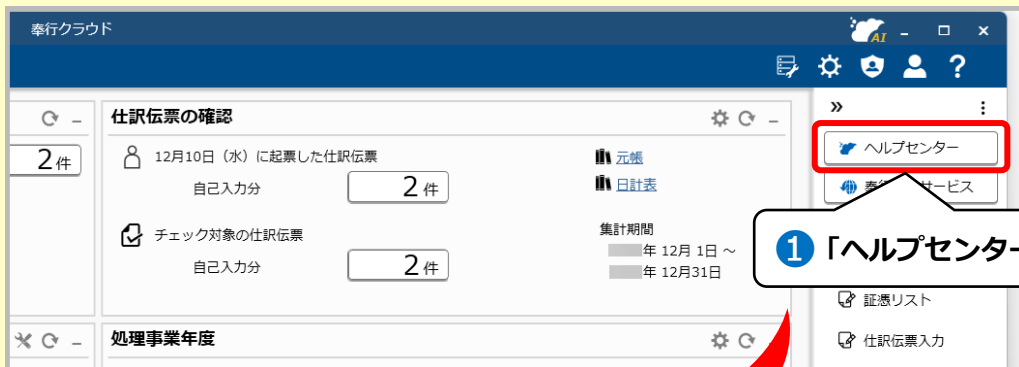 奉行クラウド
AI
2件
仕訳伝票の確認
12月10日（水）に起票した仕訳伝票
自己入力分
2件
元帳
日計表
チェック対象の仕訳伝票
自己入力分
2件
集計期間
年 12月 1日 ～
年 12月31日
処理事業年度
ヘルプセンター
ービス
1 「ヘルプセンター
証憑リスト
仕訳伝票入力